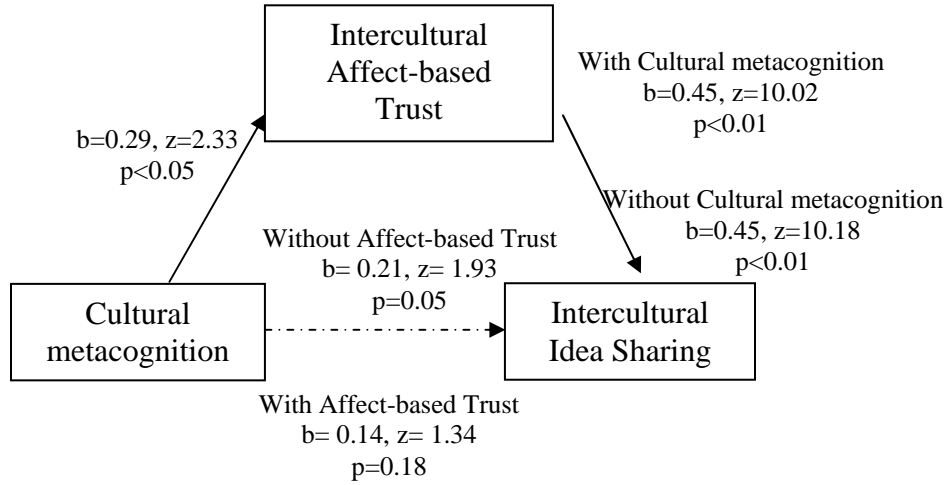 Intercultural
Affect-based
Trust
With Cultural metacognition
b=0.45, z=10.02
p<0.01
b=0.29, z=2.33
p<0.05
Without Cultural metacognition
b=0.45, z=10.18
p<0.01
Without Affect-based Trust
b= 0.21, z= 1.93
p=0.05
Cultural
metacognition
Intercultural
Idea Sharing
With Affect-based Trust
b= 0.14, z= 1.34
p=0.18